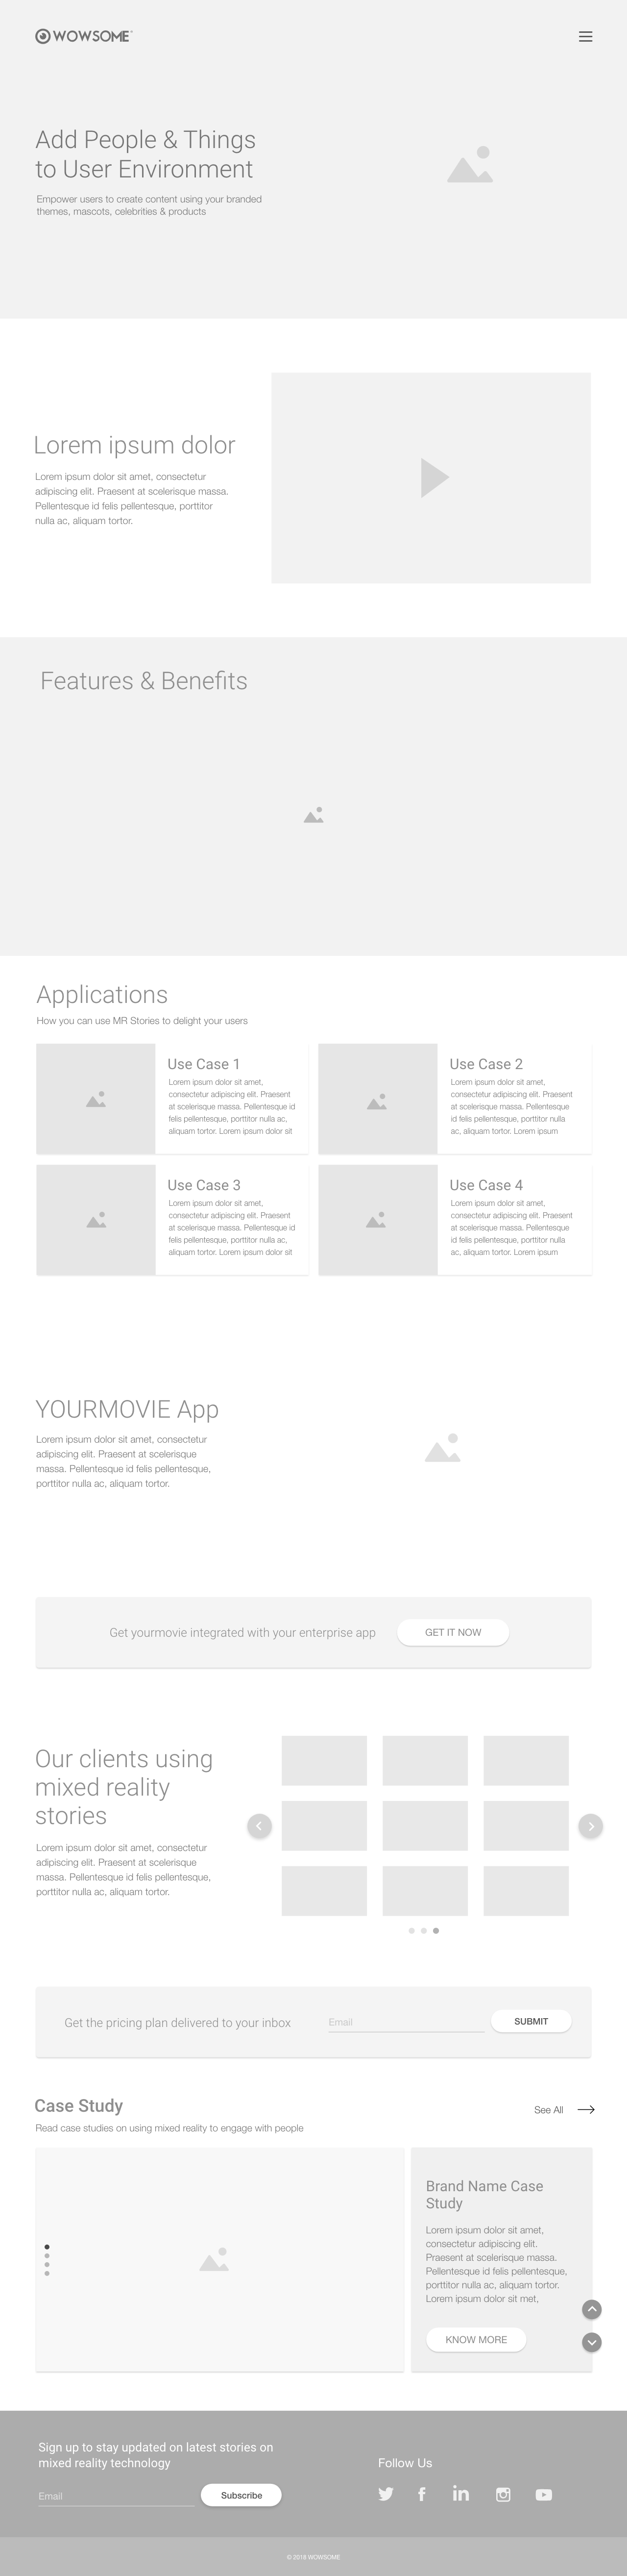 WOWSOME
Add People & Things
to User Environment
Empower users to create content using your branded
themes, mascots, celebrities & products
Lorem ipsum dolor
Lorem ipsum dolor sit amet, consectetur
adipiscing elit. Praesent at scelerisque massa.
Pellentesque id felis pellentesque, porttitor
nulla ac, aliquam tortor.
Features & Benefits
Applications
How you can use MR Stories to delight your users
Use Case 1
Lorem ipsum dolor sit amet,
consectetur adipiscing elit. Praesent
at scelerisque massa. Pellentesque id
felis pellentesque, porttitor nulla ac,
aliquam tortor. Lorem ipsum dolor sit
Use Case 2
Lorem ipsum dolor sit amet,
consectetur adipiscing elit. Praesent
at scelerisque massa. Pellentesque
id felis pellentesque, porttitor nulla
ac, aliquam tortor. Lorem ipsum
Use Case 3
Lorem ipsum dolor sit amet,
consectetur adipiscing elit. Praesent
at scelerisque massa. Pellentesque id
felis pellentesque, porttitor nulla ac,
aliquam tortor. Lorem ipsum dolor sit
Use Case 4
Lorem ipsum dolor sit amet,
consectetur adipiscing elit. Praesent
at scelerisque massa. Pellentesque
id felis pellentesque, porttitor nulla
ac, aliquam tortor. Lorem ipsum
YOURMOVIE App
Lorem ipsum dolor sit amet, consectetur
adipiscing elit. Praesent at scelerisque
massa. Pellentesque id felis pellentesque,
porttitor nulla ac, aliquam tortor.
Get yourmovie integrated with your enterprise app
GET IT NOW
Our clients using
mixed reality
stories
Lorem ipsum dolor sit amet, consectetur
adipiscing elit. Praesent at scelerisque
massa. Pellentesque id felis pellentesque,
porttitor nulla ac, aliquam tortor.
Get the pricing plan delivered to your inbox
Email
SUBMIT
Case Study
See All
Read case studies on using mixed reality to engage with people
Brand Name Case
Study
Lorem ipsum dolor sit amet,
consectetur adipiscing elit.
Praesent at scelerisque massa.
Pellentesque id felis pellentesque,
porttitor nulla ac, aliquam tortor.
Lorem ipsum dolor sit met,
KNOW MORE
Sign up to stay updated on latest stories on
mixed reality technology
Email
Subscribe
Follow Us
© 2018 WOWSOME